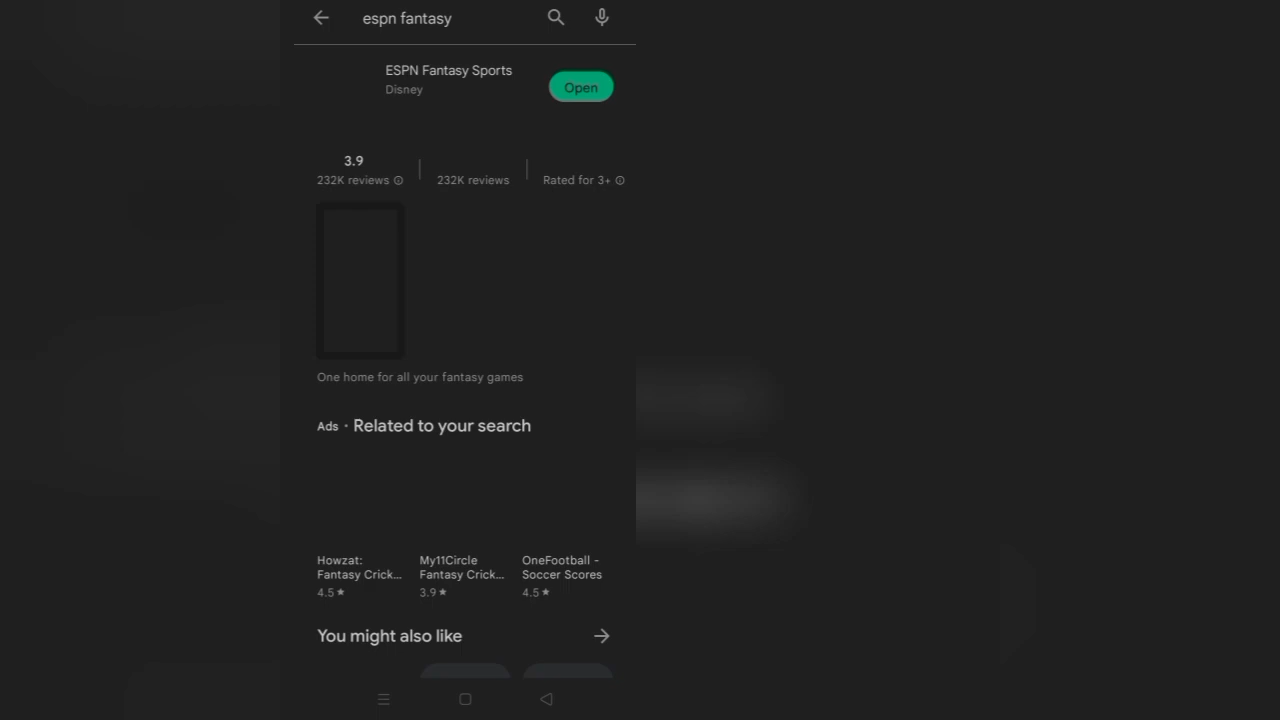 espn fantasy
ESPN Fantasy Sports
Disney
Open
3.9
232K reviews
232K reviews
Rated for 3+
One home for all your fantasy games
Ads • Related to your search
Howzat:
Fantasy Crick...
4.5★
My11Circle
Fantasy Crick...
3.9★
OneFootball -
Soccer Scores
4.5★
You might also like